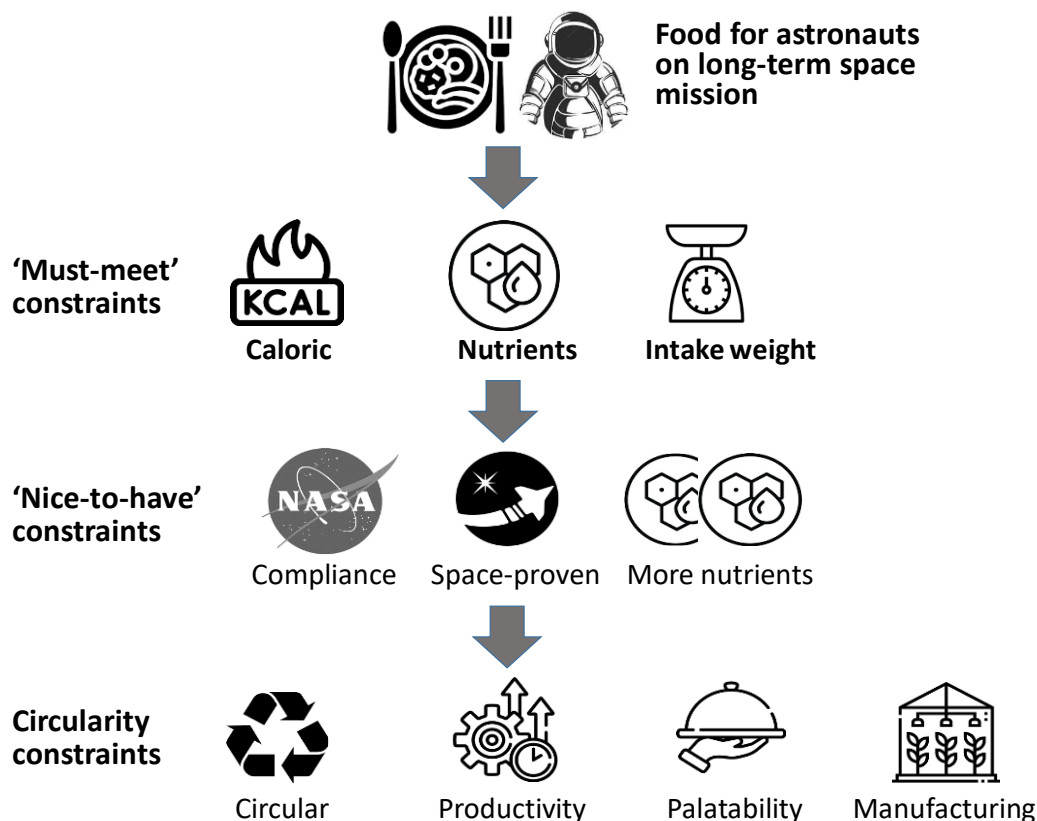 Food for astronauts
on long-term space
mission
‘Must-meet’
constraints
KCAL
Caloric
Nutrients
Intake weight
‘Nice-to-have’
constraints
NASA
Compliance
Space-proven
More nutrients
Circularity
constraints
Circular
Productivity
Palatability
Manufacturing